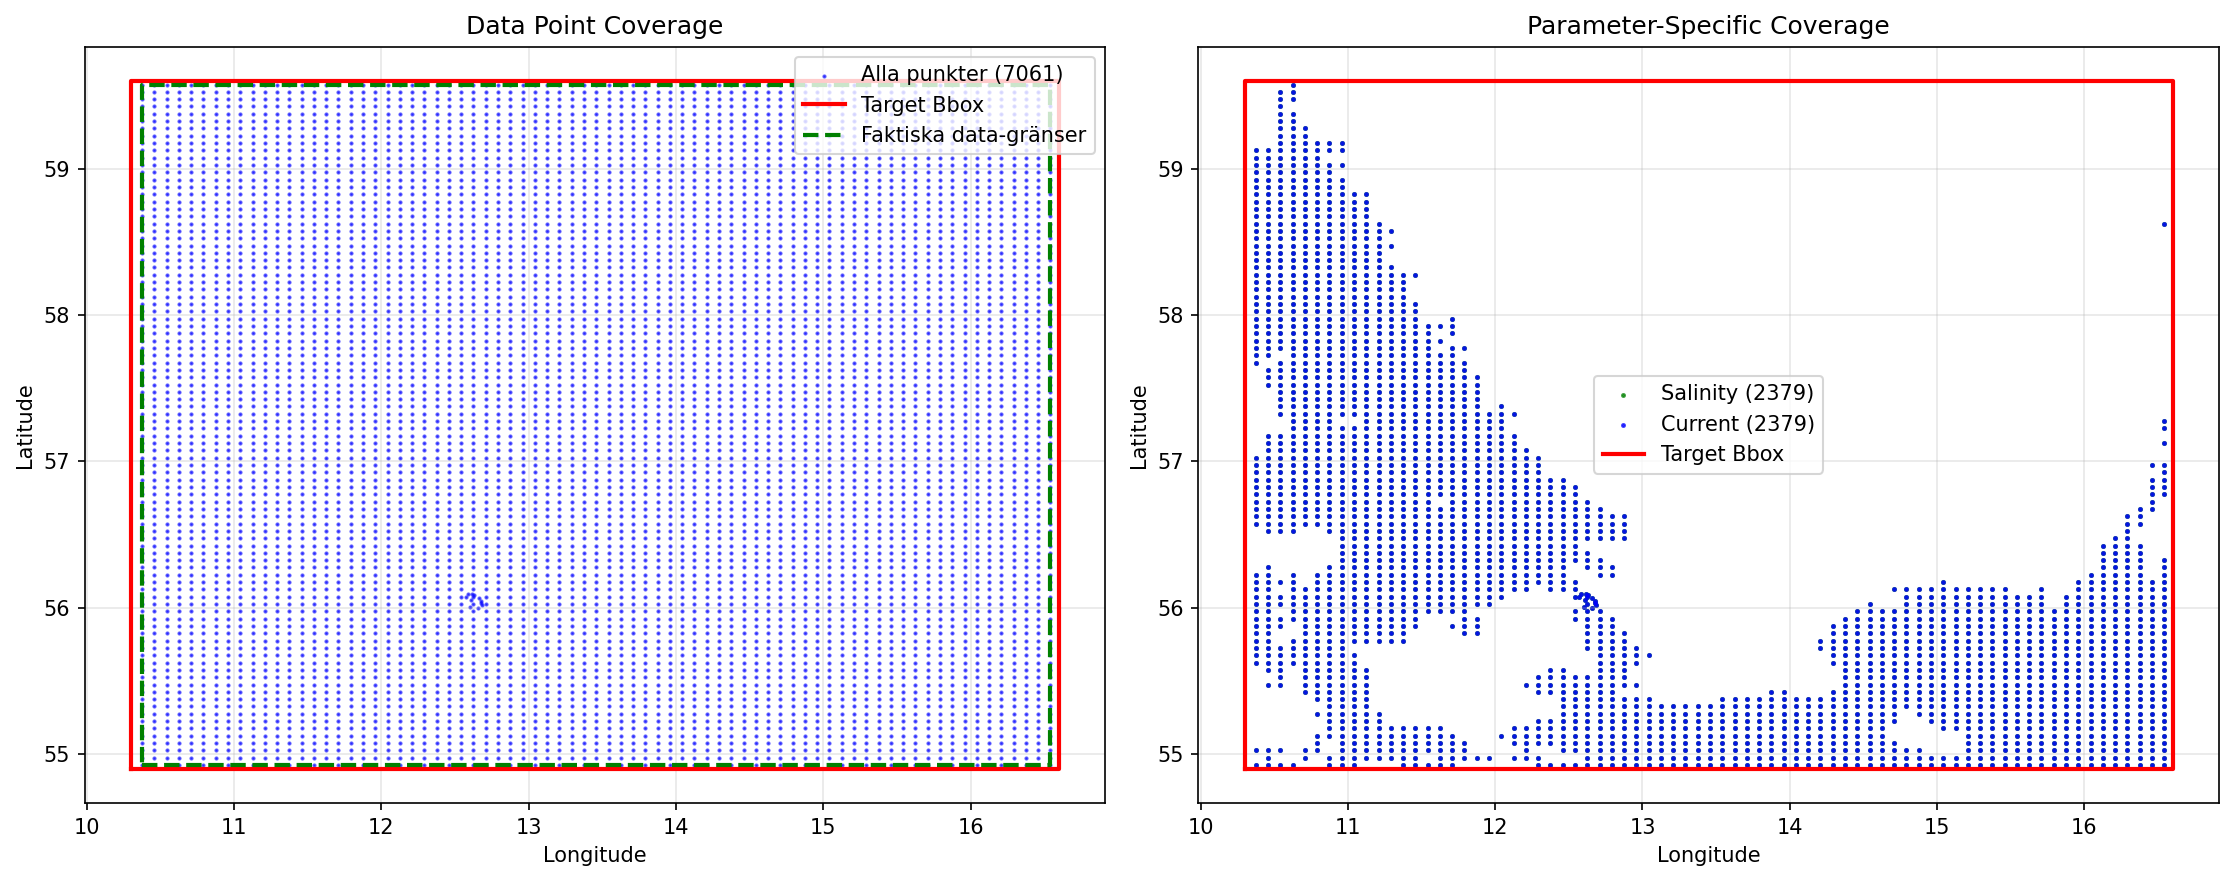 Data Point Coverage
Alla punkter (7061)
Target Bbox
Faktiska data-gränser
59
58
57
56
55
10 11 12 13 14 15 16
Latitude
Longitude
Parameter-Specific Coverage
Salinity (2379)
Current (2379)
Target Bbox
59
58
57
56
55
10 11 12 13 14 15 16
Latitude
Longitude